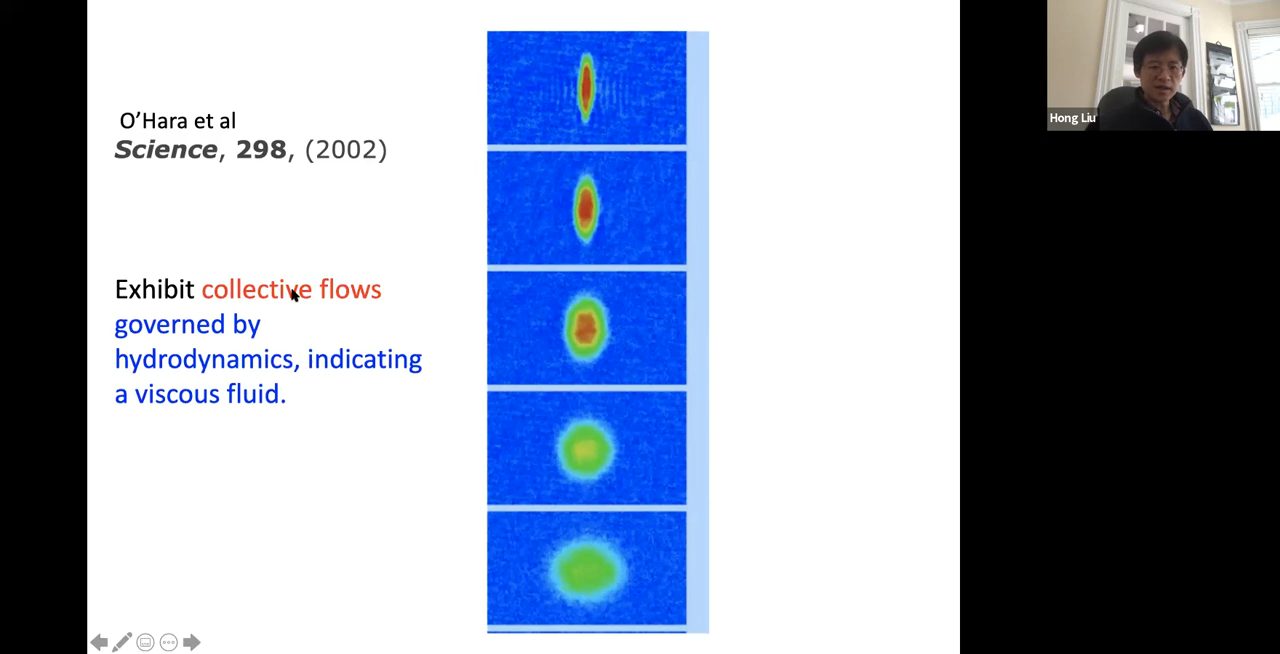 O’Hara et al
Science, 298, (2002)
Exhibit collective flows
governed by
hydrodynamics, indicating
a viscous fluid.
Hong Liu